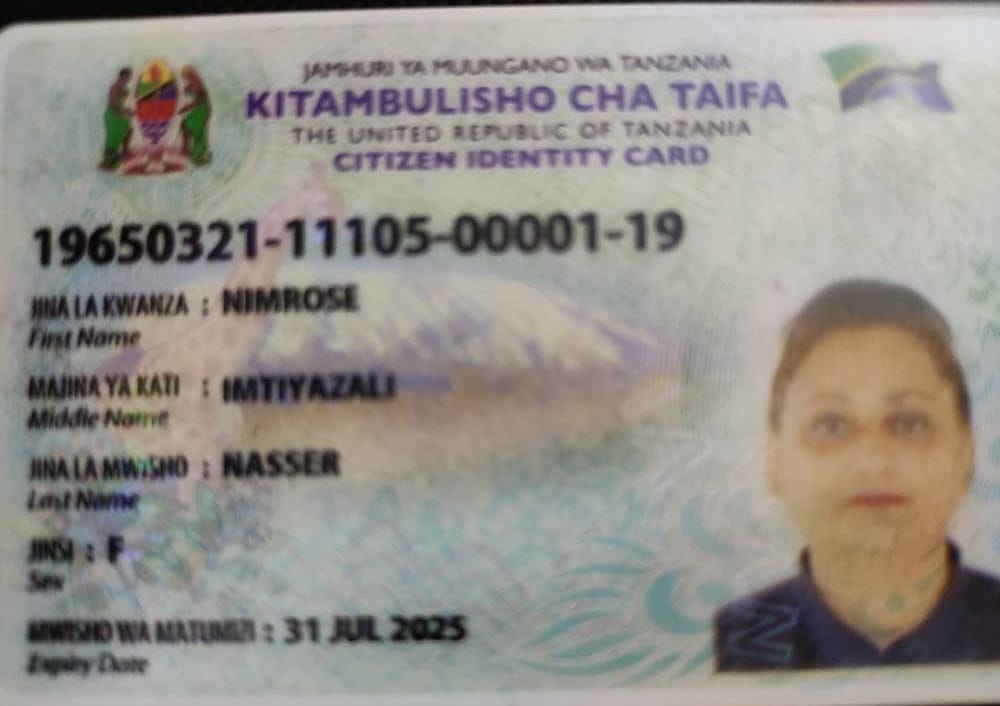 JAMHURI YA MUUNGANO WA TANZANIA
KITAMBULISHO CHA TAIFA
THE UNITED REPUBLIC OF TANZANIA
CITIZEN IDENTITY CARD
19650321-11105-00001-19
JINA LA KWANZA : NIMROSE
First Name
MAJINA YA KATI : IMTIYAZALI
Middle Name
JINA LA MWISHO : NASSER
Last Name
JINSI : F
Sex
MWISHO WA MATUMIZI : 31 JUL 2025
Expiry Date